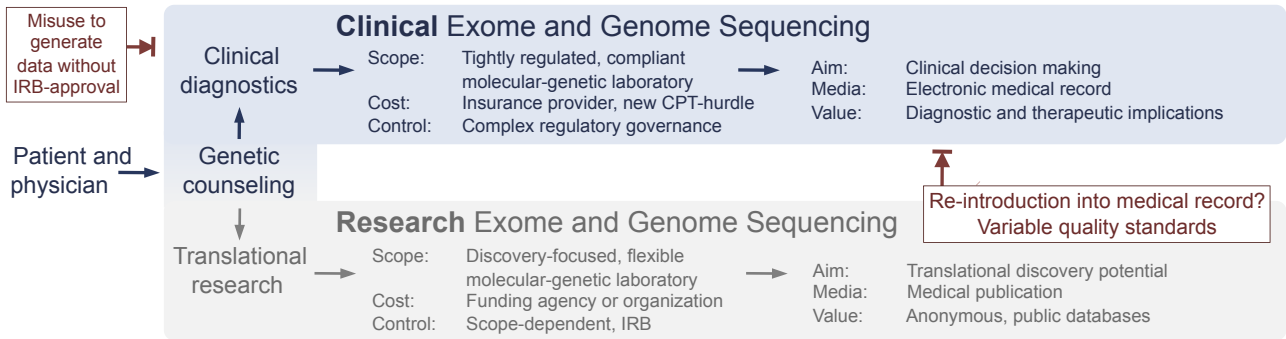 Misuse to
generate
data without
IRB-approval
Clinical Exome and Genome Sequencing
Clinical
diagnostics
Scope: Tightly regulated, compliant
molecular-genetic laboratory
Cost: Insurance provider, new CPT-hurdle
Control: Complex regulatory governance
Aim: Clinical decision making
Media: Electronic medical record
Value: Diagnostic and therapeutic implications
Patient and
physician
Genetic
counseling
Re-introduction into medical record?
Variable quality standards
Research Exome and Genome Sequencing
Translational
research
Scope: Discovery-focused, flexible
molecular-genetic laboratory
Cost: Funding agency or organization
Control: Scope-dependent, IRB
Aim: Translational discovery potential
Media: Medical publication
Value: Anonymous, public databases